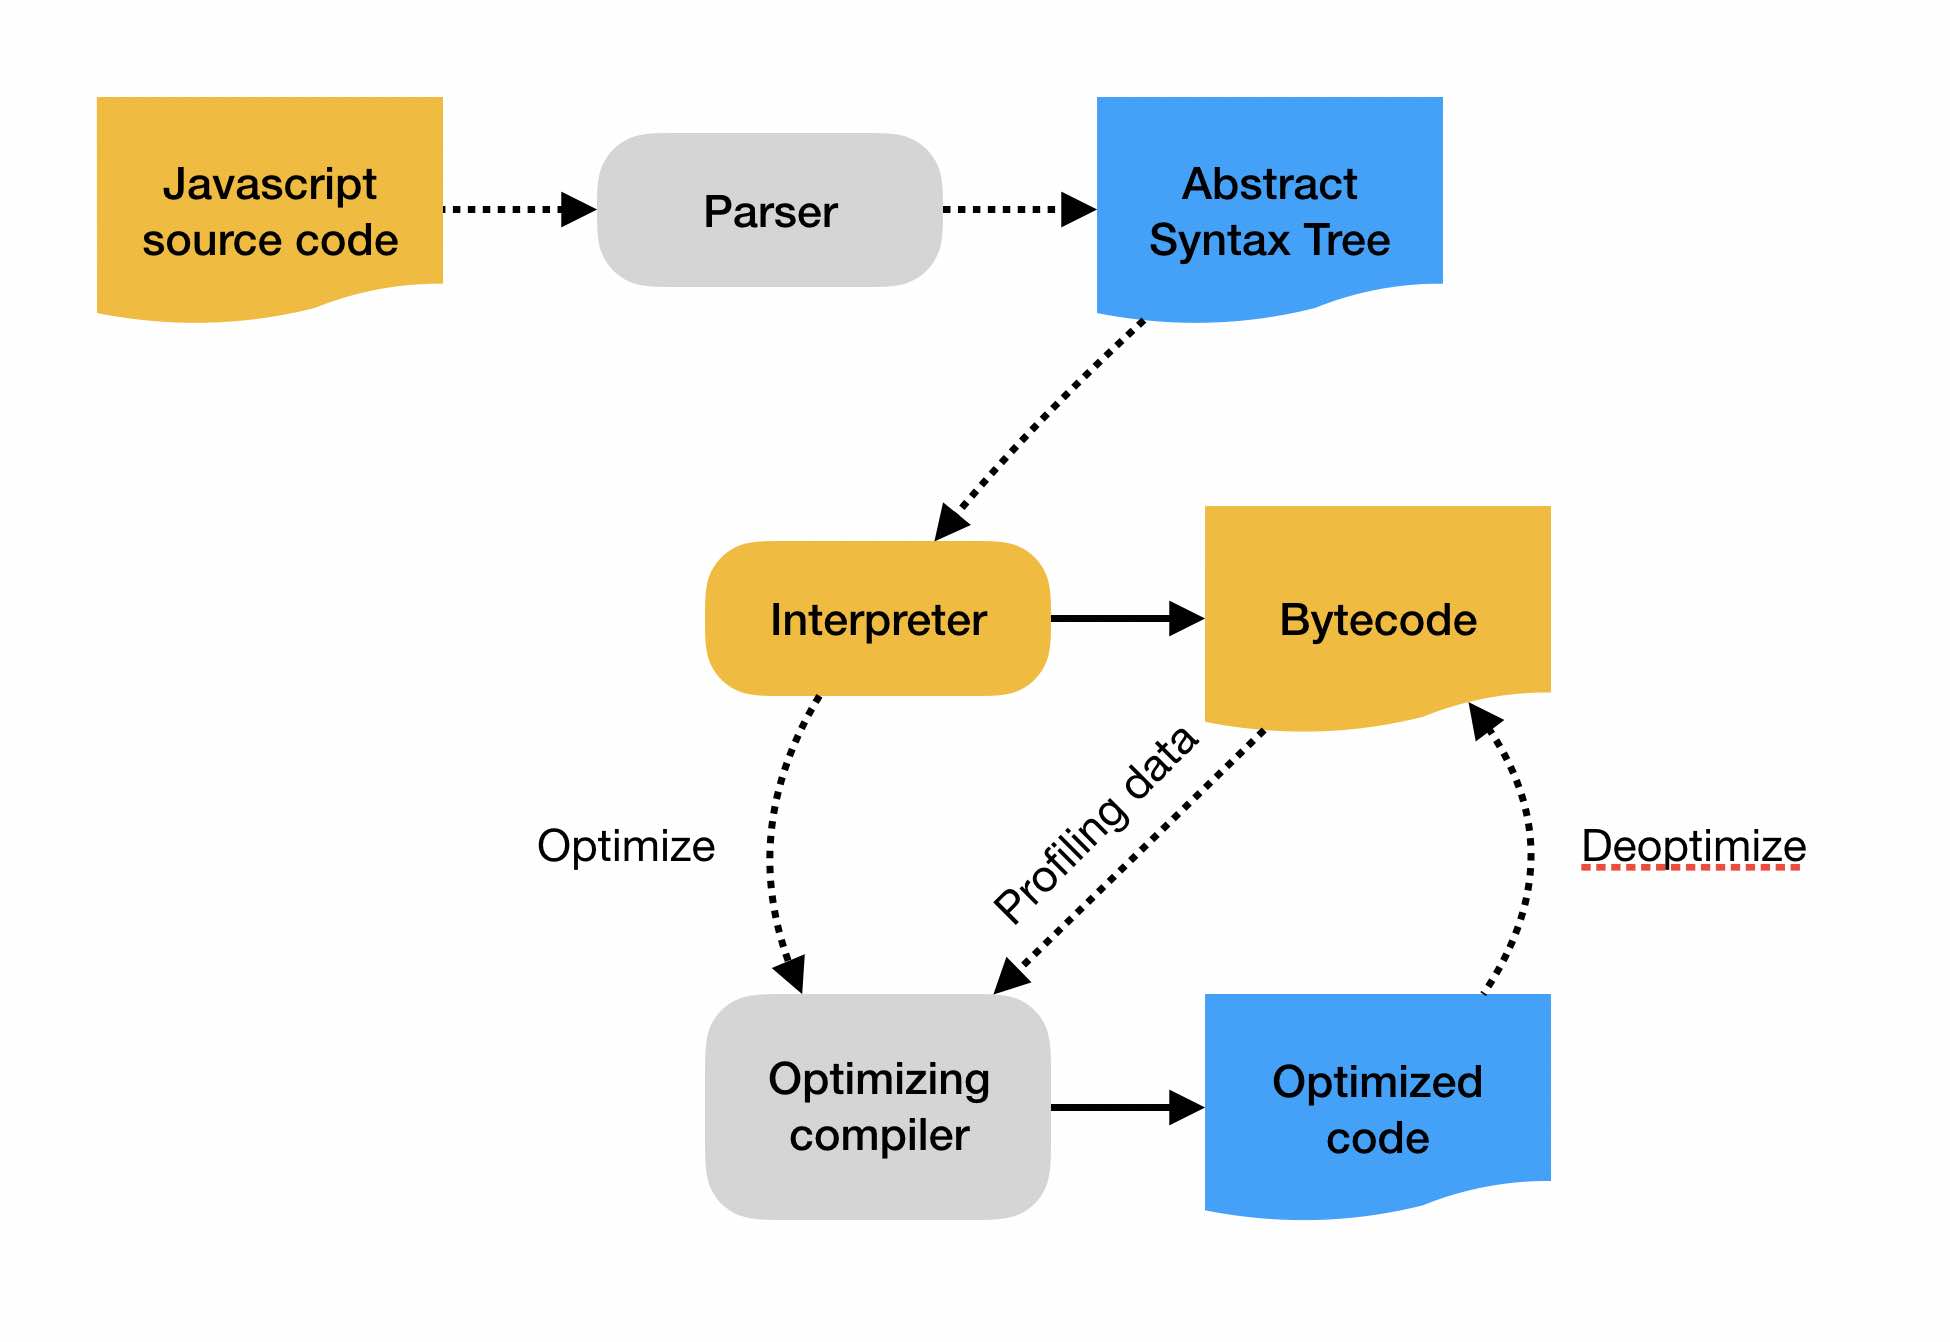 Javascript
source code
Parser
Abstract
Syntax Tree
Interpreter
Bytecode
Optimize
Profiling data
Deoptimize
Optimizing
compiler
Optimized
code